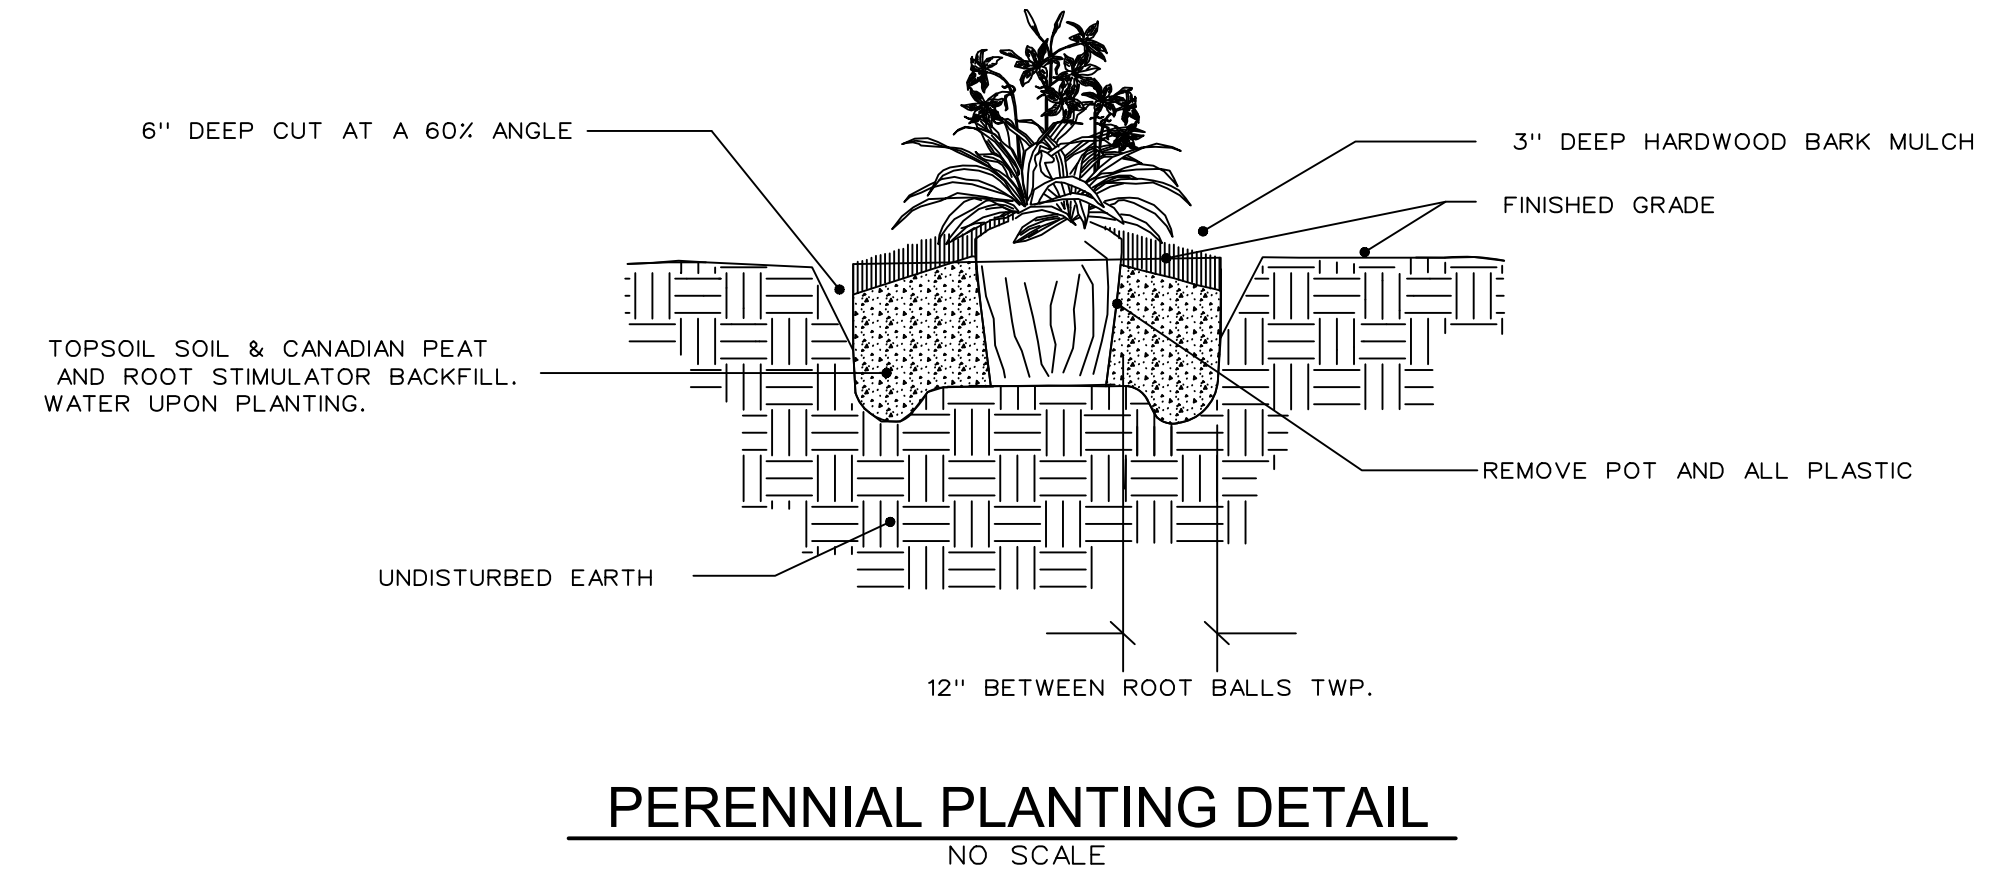 6" DEEP CUT AT A 60% ANGLE
3" DEEP HARDWOOD BARK MULCH
FINISHED GRADE
TOPSOIL SOIL & CANADIAN PEAT
AND ROOT STIMULATOR BACKFILL.
WATER UPON PLANTING.
REMOVE POT AND ALL PLASTIC
UNDISTURBED EARTH
12" BETWEEN ROOT BALLS TWP.
PERENNIAL PLANTING DETAIL
NO SCALE